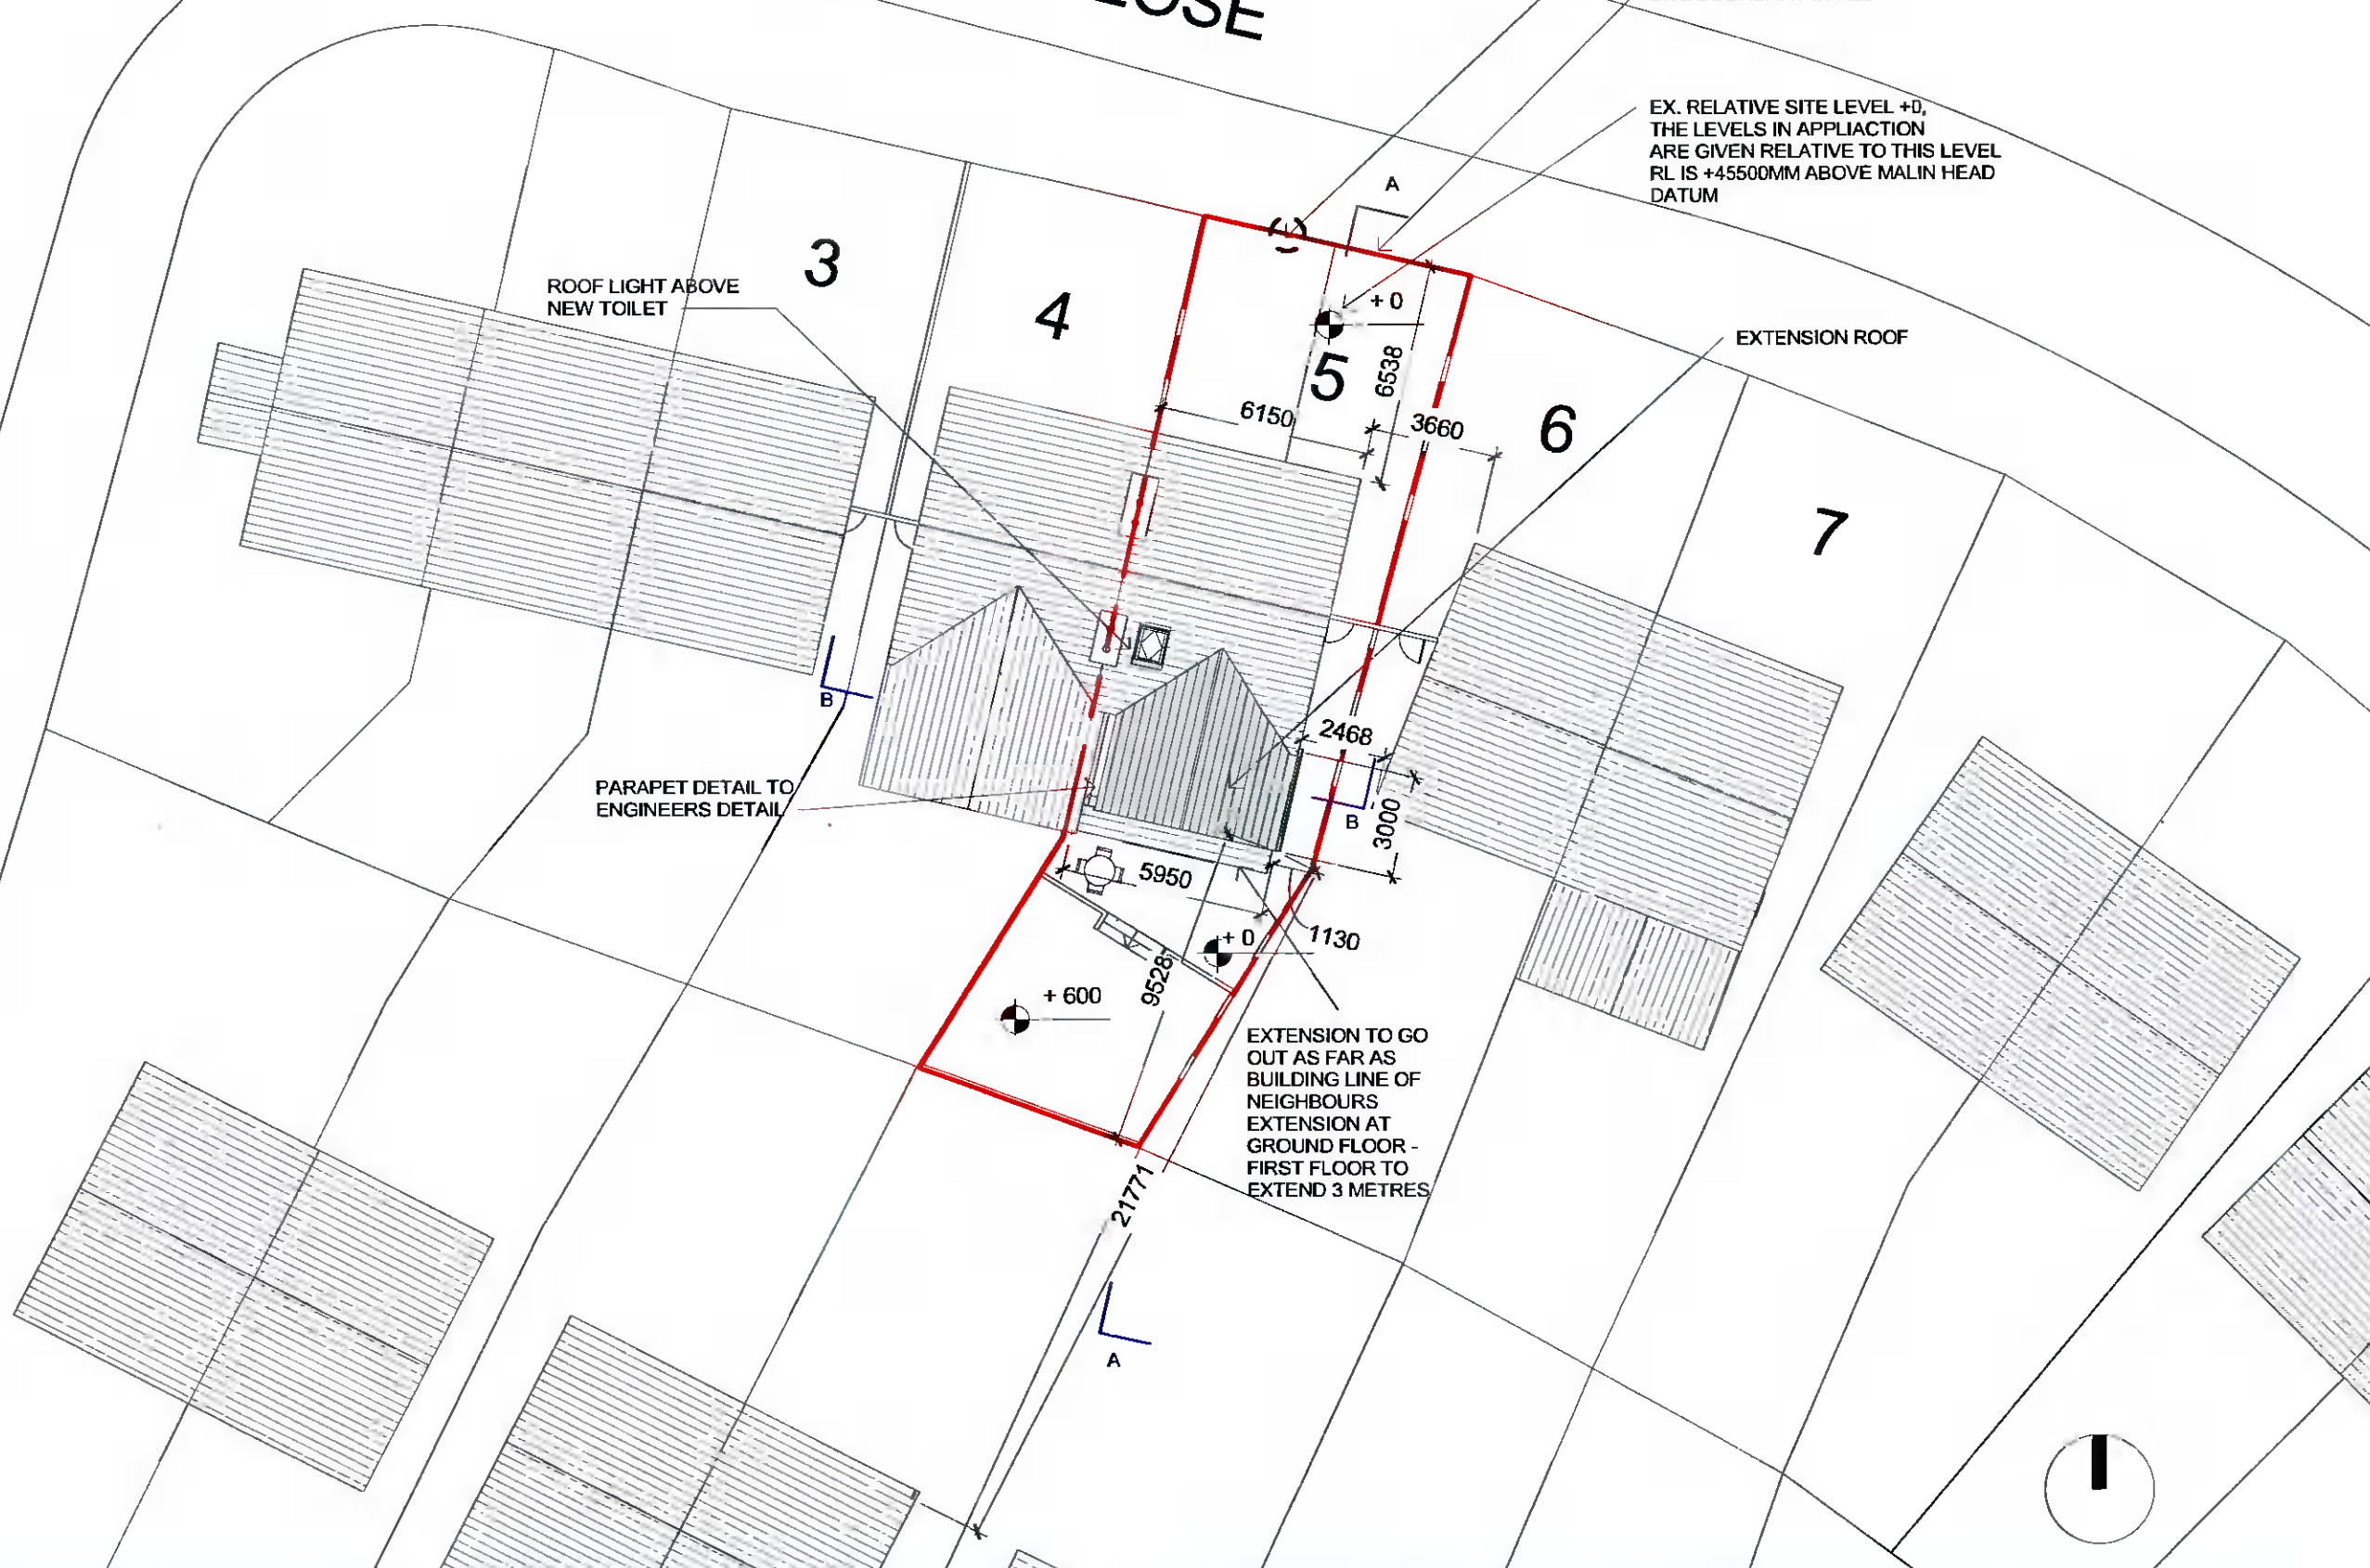 EX. RELATIVE SITE LEVEL +0,
THE LEVELS IN APPLIACTION
ARE GIVEN RELATIVE TO THIS LEVEL
RL IS +45500MM ABOVE MALIN HEAD
DATUM
A
3
ROOF LIGHT ABOVE
NEW TOILET
4
+ 0
5
6538
6150
3660
6
EXTENSION ROOF
7
B
2468
PARAPET DETAIL TO
ENGINEERS DETAIL
B
3000
5950
+ 0
1130
9528
+ 600
EXTENSION TO GO
OUT AS FAR AS
BUILDING LINE OF
NEIGHBOURS
EXTENSION AT
GROUND FLOOR -
FIRST FLOOR TO
EXTEND 3 METRES
21771
A